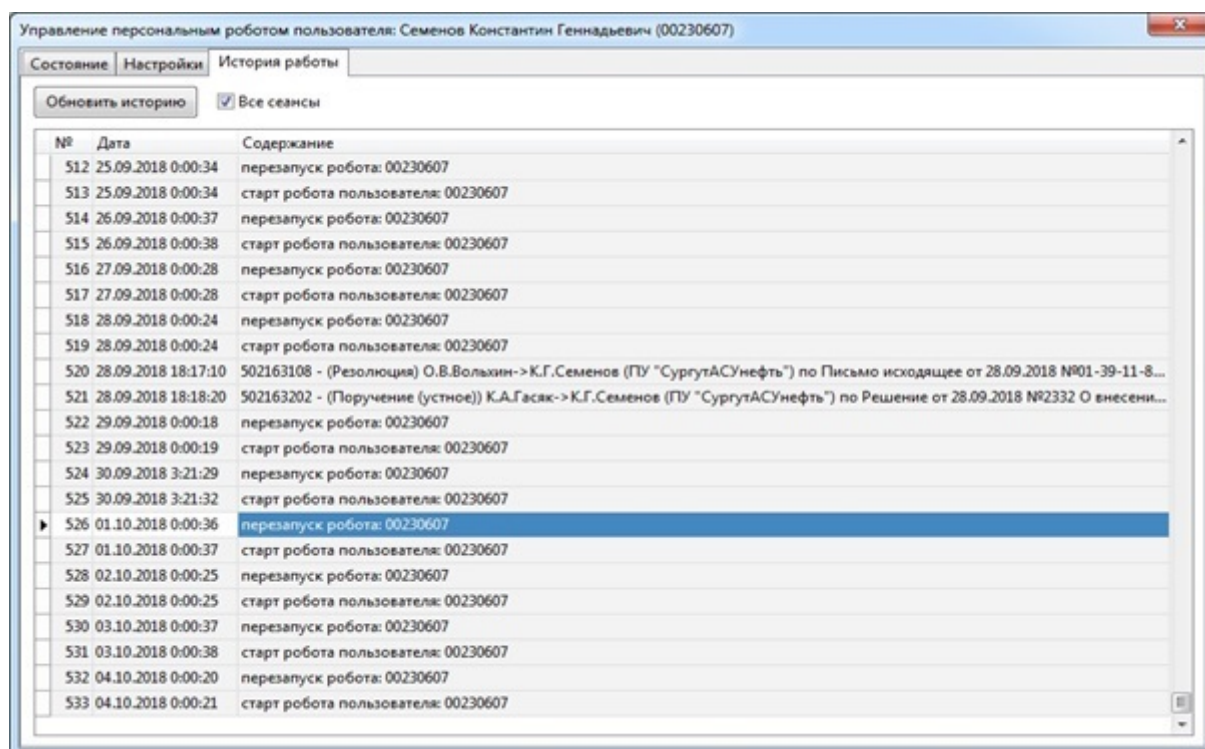 Управление персональным роботом пользователя: Семенов Константин Геннадьевич (00230607)
Состояние Настройки История работы
Обновить историю Все сеансы
№ Дата Содержание
512 25.09.2018 0:00:34 перезапуск робота: 00230607
513 25.09.2018 0:00:34 старт робота пользователя: 00230607
514 26.09.2018 0:00:37 перезапуск робота: 00230607
515 26.09.2018 0:00:38 старт робота пользователя: 00230607
516 27.09.2018 0:00:28 перезапуск робота: 00230607
517 27.09.2018 0:00:28 старт робота пользователя: 00230607
518 28.09.2018 0:00:24 перезапуск робота: 00230607
519 28.09.2018 0:00:24 старт робота пользователя: 00230607
520 28.09.2018 18:17:10 502163108 - (Резолюция) О.В.Вольхин->К.Г.Семенов (ПУ "СургутАСУнефть") по Письмо исходящее от 28.09.2018 №01-39-11-8...
521 28.09.2018 18:18:20 502163202 - (Поручение (устное)) К.А.Гасяк->К.Г.Семенов (ПУ "СургутАСУнефть") по Решение от 28.09.2018 №2332 О внесени...
522 29.09.2018 0:00:18 перезапуск робота: 00230607
523 29.09.2018 0:00:19 старт робота пользователя: 00230607
524 30.09.2018 3:21:29 перезапуск робота: 00230607
525 30.09.2018 3:21:32 старт робота пользователя: 00230607
526 01.10.2018 0:00:36 перезапуск робота: 00230607
527 01.10.2018 0:00:37 старт робота пользователя: 00230607
528 02.10.2018 0:00:25 перезапуск робота: 00230607
529 02.10.2018 0:00:25 старт робота пользователя: 00230607
530 03.10.2018 0:00:37 перезапуск робота: 00230607
531 03.10.2018 0:00:38 старт робота пользователя: 00230607
532 04.10.2018 0:00:20 перезапуск робота: 00230607
533 04.10.2018 0:00:21 старт робота пользователя: 00230607